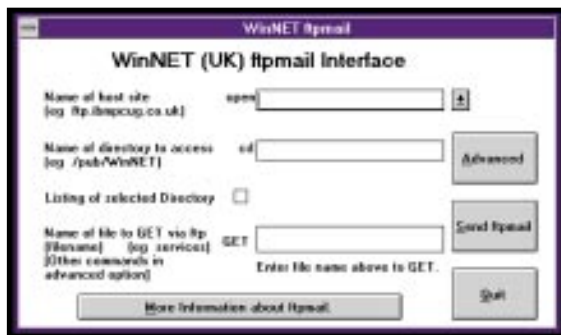 WinNET ftpmail
WinNET (UK) ftpmail Interface
Name of host site open
(eg ftp.ibmpcug.co.uk)
Name of directory to access cd
(eg /pub/WinNET)
Advanced
Listing of selected Directory
Name of file to GET via ftp
(filename) (eg services) GET
(Other commands in
advanced option)
Send ftpmail
Enter file name above to GET.
More Information about ftpmail.
Quit